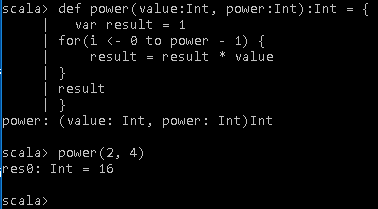 scala> def power(value:Int, power:Int):Int = {
     |    var result = 1
     | for(i <- 0 to power - 1) {
     |      result = result * value
     | }
     | result
     | }
power: (value: Int, power: Int)Int

scala> power(2, 4)
res0: Int = 16

scala>